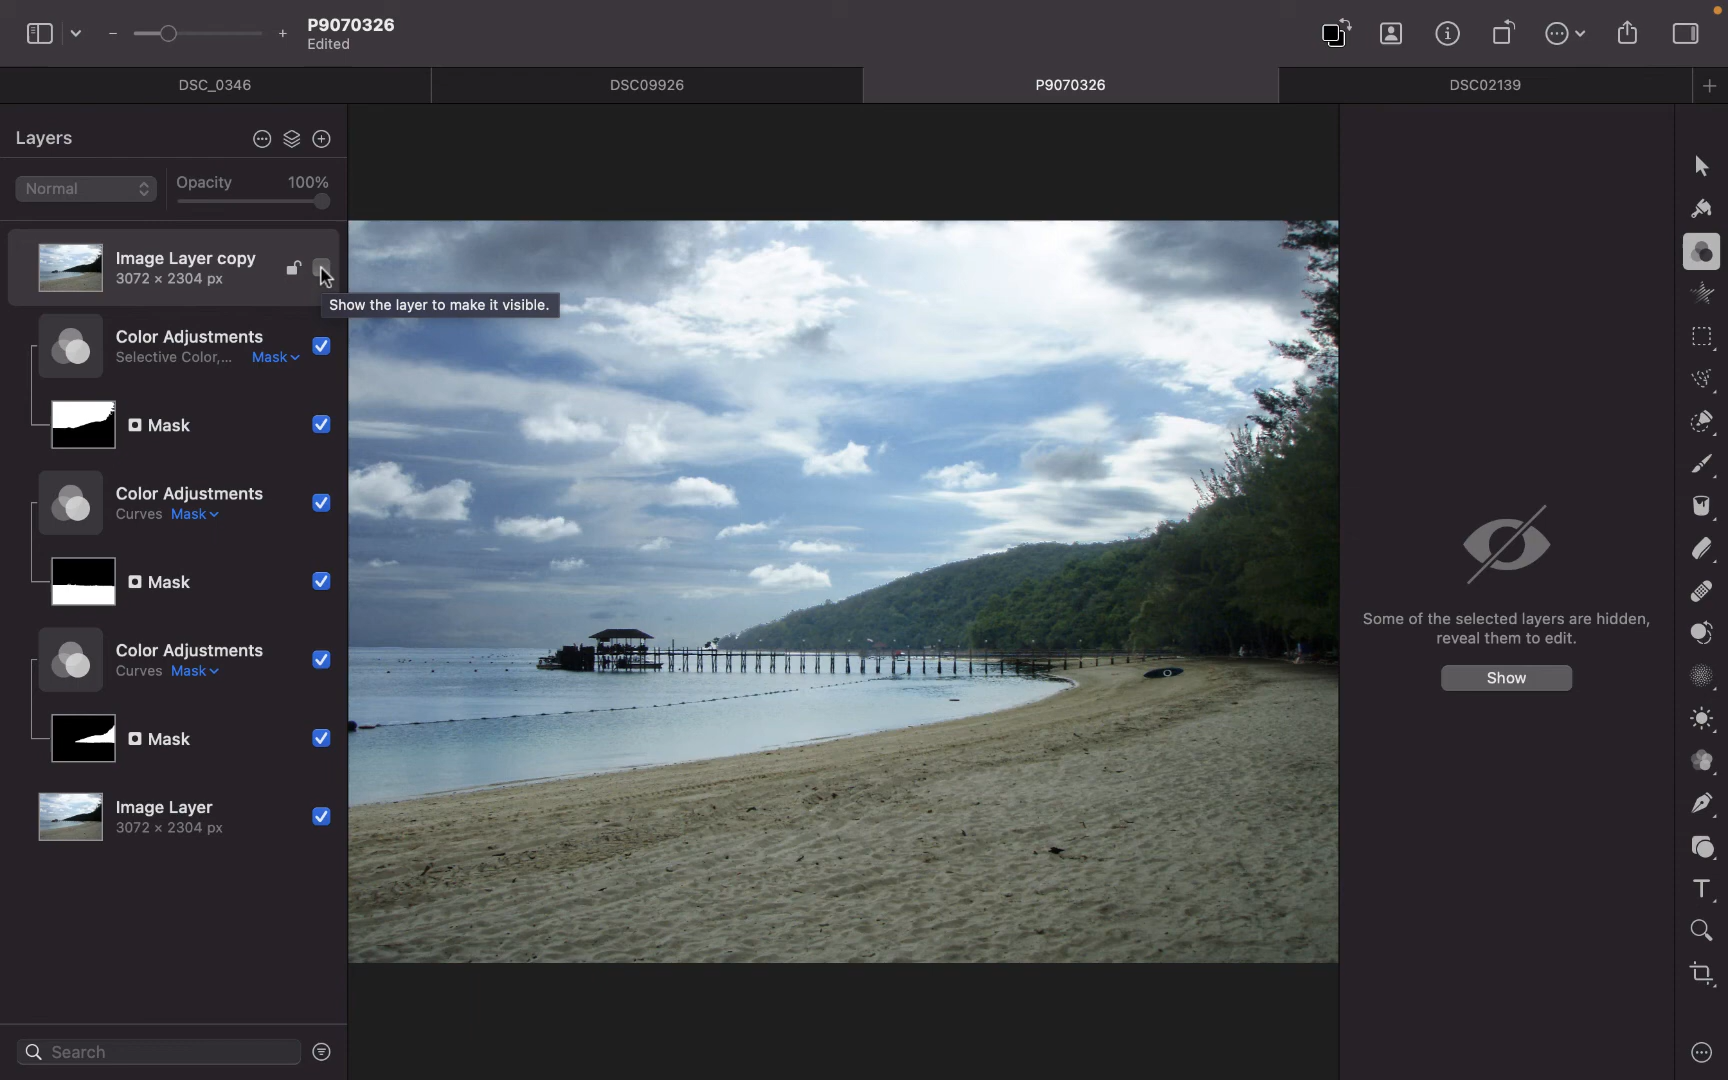 P9070326
Edited
DSC_0346
DSC09926
P9070326
DSC02139
Layers
Normal
Opacity 100%
Image Layer copy
3072 × 2304 px
Show the layer to make it visible.
Color Adjustments
Selective Color,... Mask
Mask
Color Adjustments
Curves Mask
Mask
Color Adjustments
Curves Mask
Mask
Image Layer
3072 × 2304 px
Search
Some of the selected layers are hidden,
reveal them to edit.
Show